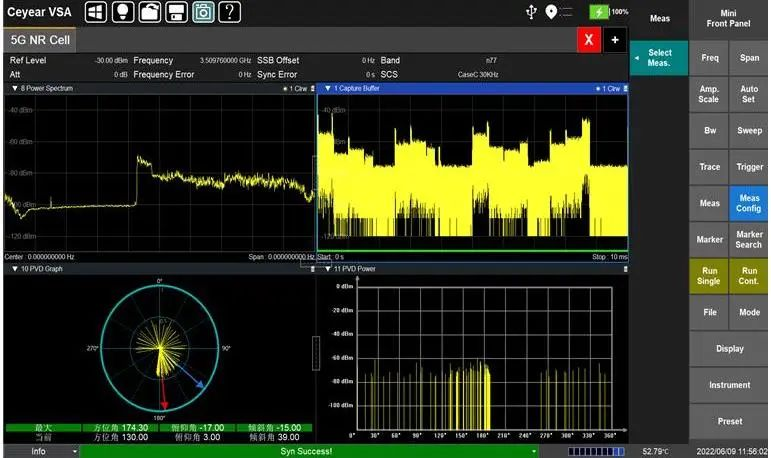 Ceyear VSA
?
100%
5G NR Cell
X
+
Ref Level -30.00 dBm Frequency 3.509760000 GHz SSB Offset 0 Hz Band n77
Att 0 dB Frequency Error 0 Hz Sync Error 0 s SCS CaseC 30KHz
▼ 8 Power Spectrum 1 Clrw
▼ 1 Capture Buffer 1 Clrw
-40 dBm
-60 dBm
-80 dBm
-100 dBm
-120 dBm
-40 dBm
-60 dBm
-80 dBm
-100 dBm
-120 dBm
Center : 0.000000000 Hz Span : 0.000000000 Hz
Start : 0 s Stop : 10 ms
▼ 10 PVD Graph
▼ 11 PVD Power
0°
90°
180°
270°
最大 方位角 174.30 俯仰角 -17.00 倾斜角 -15.00
当前 方位角 130.00 俯仰角 3.00 倾斜角 39.00
0 dBm
-20 dBm
-40 dBm
-60 dBm
-80 dBm
-100 dBm
0° 30° 60° 90° 120° 150° 180° 210° 240° 270° 300° 330° 360°
Meas
Select
Meas.
Mini
Front Panel
Freq Span
Amp.
Scale
Auto
Set
Bw Sweep
Trace Trigger
Meas
Meas
Config
Marker
Marker
Search
Run
Single
Run
Cont.
File Mode
Display
Instrument
Preset
Info Syn Success! 52.79℃ 2022/06/09 11:56:02